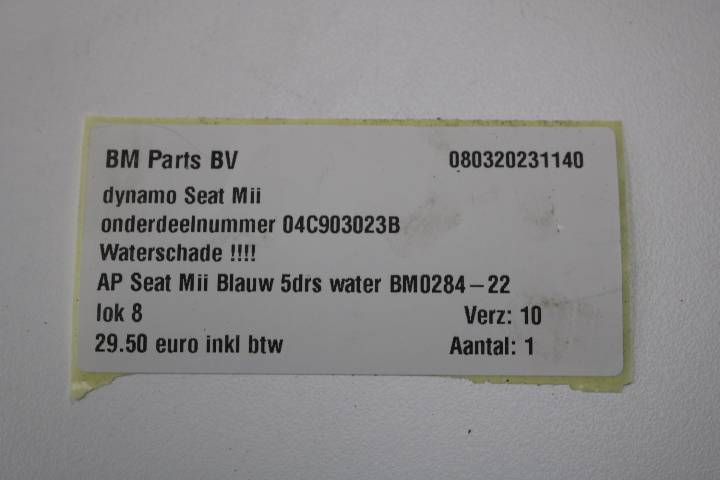 BM Parts BV 080320231140
dynamo Seat Mii
onderdeelnummer 04C903023B
Waterschade !!!!
AP Seat Mii Blauw 5drs water BM0284-22
lok 8 Verz: 10
29.50 euro inkl btw Aantal: 1